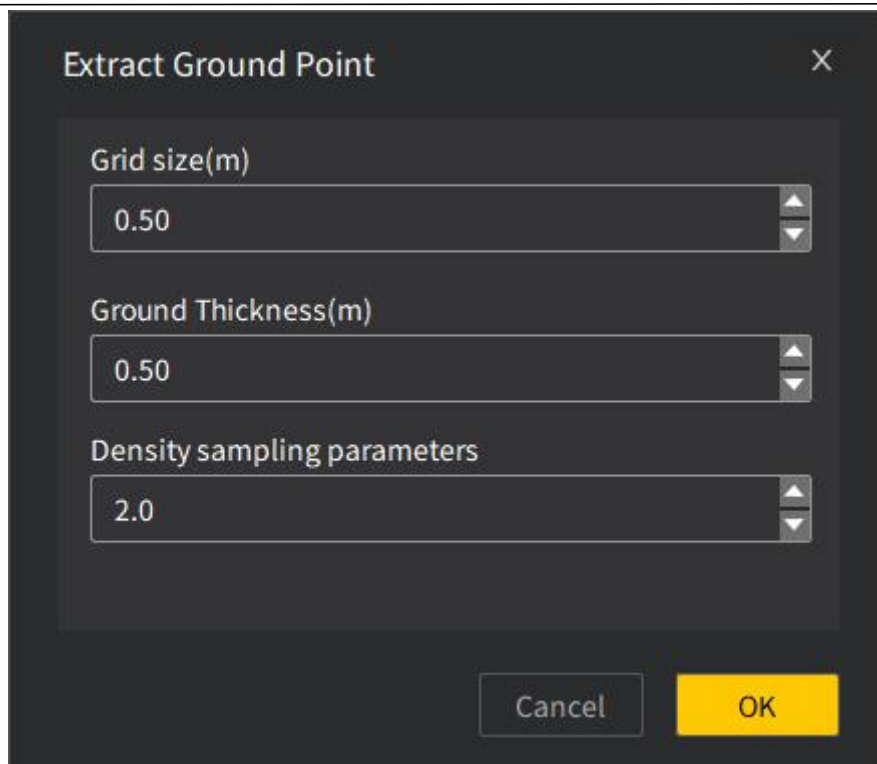 Extract Ground Point
Grid size(m)
0.50
Ground Thickness(m)
0.50
Density sampling parameters
2.0
Cancel OK